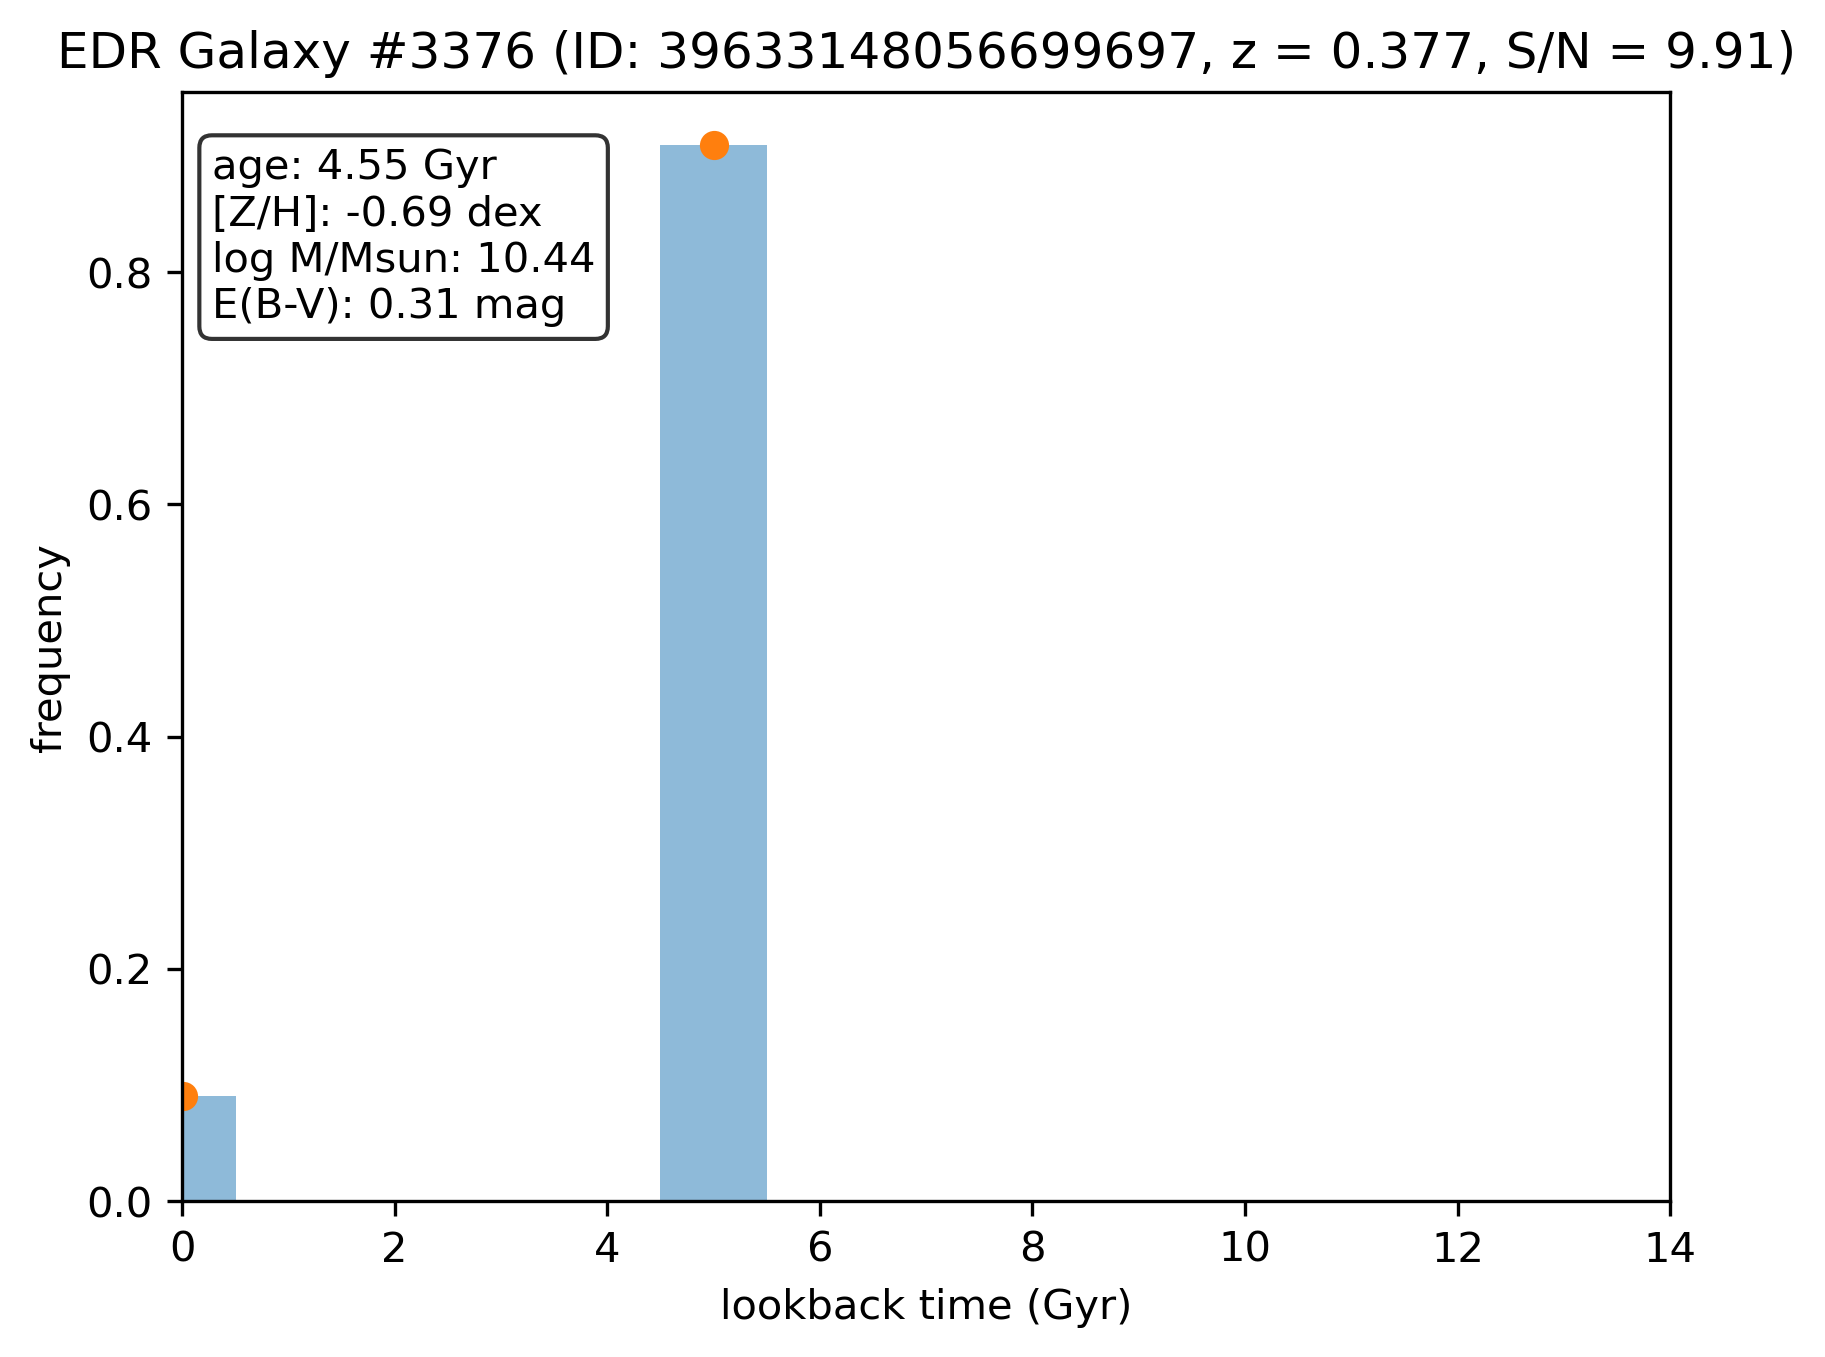 EDR Galaxy #3376 (ID: 39633148056699697, z = 0.377, S/N = 9.91)
age: 4.55 Gyr
[Z/H]: -0.69 dex
log M/Msun: 10.44
E(B-V): 0.31 mag
frequency
0.8
0.6
0.4
0.2
0.0
0 2 4 6 8 10 12 14
lookback time (Gyr)